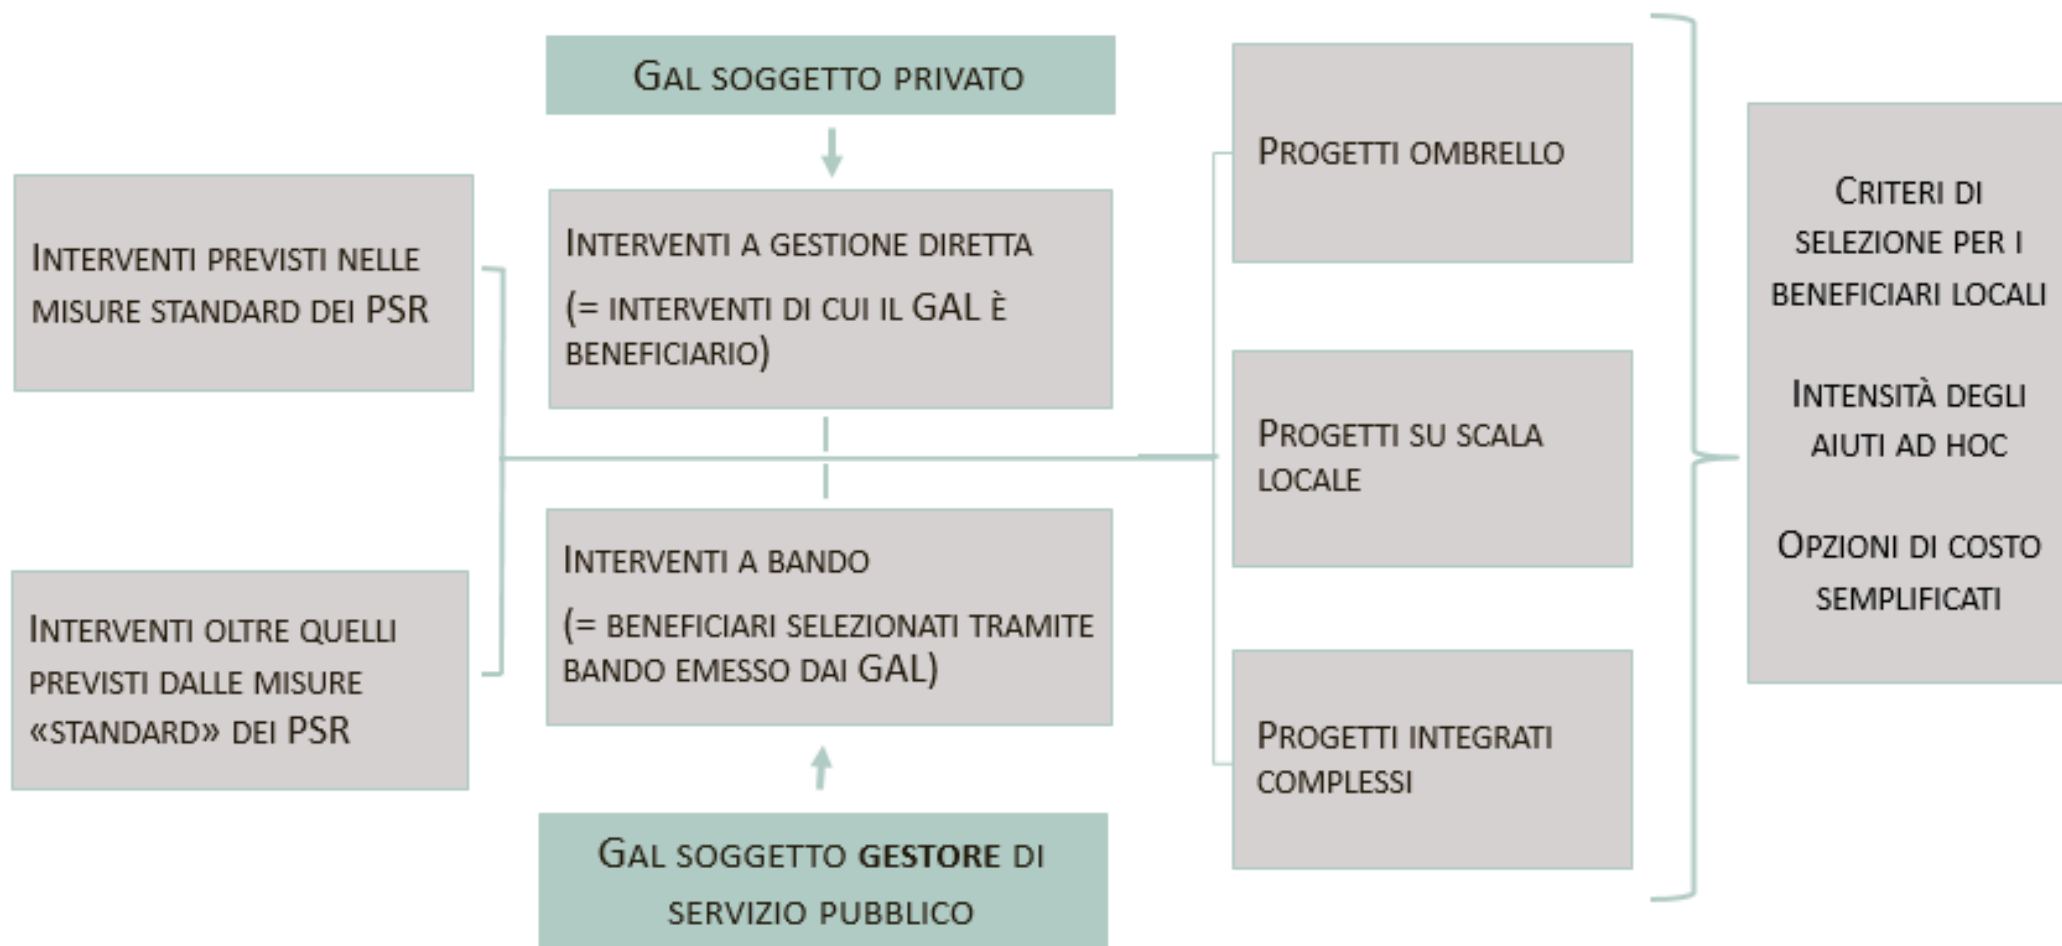 GAL SOGGETTO PRIVATO
INTERVENTI PREVISTI NELLE
MISURE STANDARD DEI PSR
INTERVENTI OLTRE QUELLI
PREVISTI DALLE MISURE
«STANDARD» DEI PSR
INTERVENTI A GESTIONE DIRETTA
(= INTERVENTI DI CUI IL GAL È
BENEFICIARIO)
INTERVENTI A BANDO
(= BENEFICIARI SELEZIONATI TRAMITE
BANDO EMESSO DAI GAL)
GAL SOGGETTO GESTORE DI
SERVIZIO PUBBLICO
PROGETTI OMBRELLO
PROGETTI SU SCALA
LOCALE
PROGETTI INTEGRATI
COMPLESSI
CRITERI DI
SELEZIONE PER I
BENEFICIARI LOCALI
INTENSITÀ DEGLI
AIUTI AD HOC
OPZIONI DI COSTO
SEMPLIFICATI